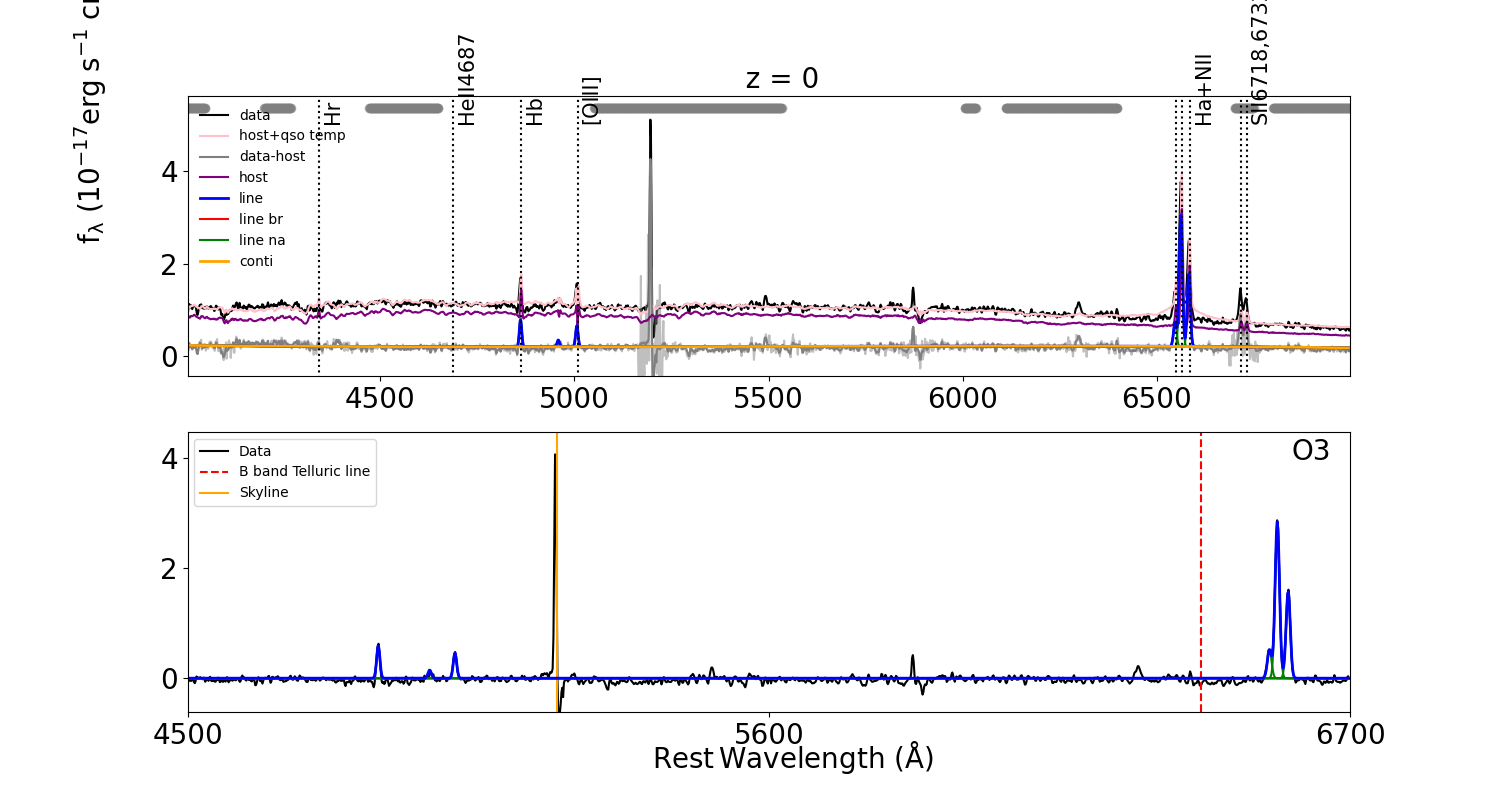 f_λ (10^−17 erg s^−1
z = 0
Hr
HeII4687
Hb
[OIII]
Ha+NII
SII6718,673
data
host+qso temp
data-host
host
line
line br
line na
conti
4
2
0
4500
5000
5500
6000
6500
Data
B band Telluric line
Skyline
O3
4
2
0
4500
5600
6700
Rest Wavelength (Å)